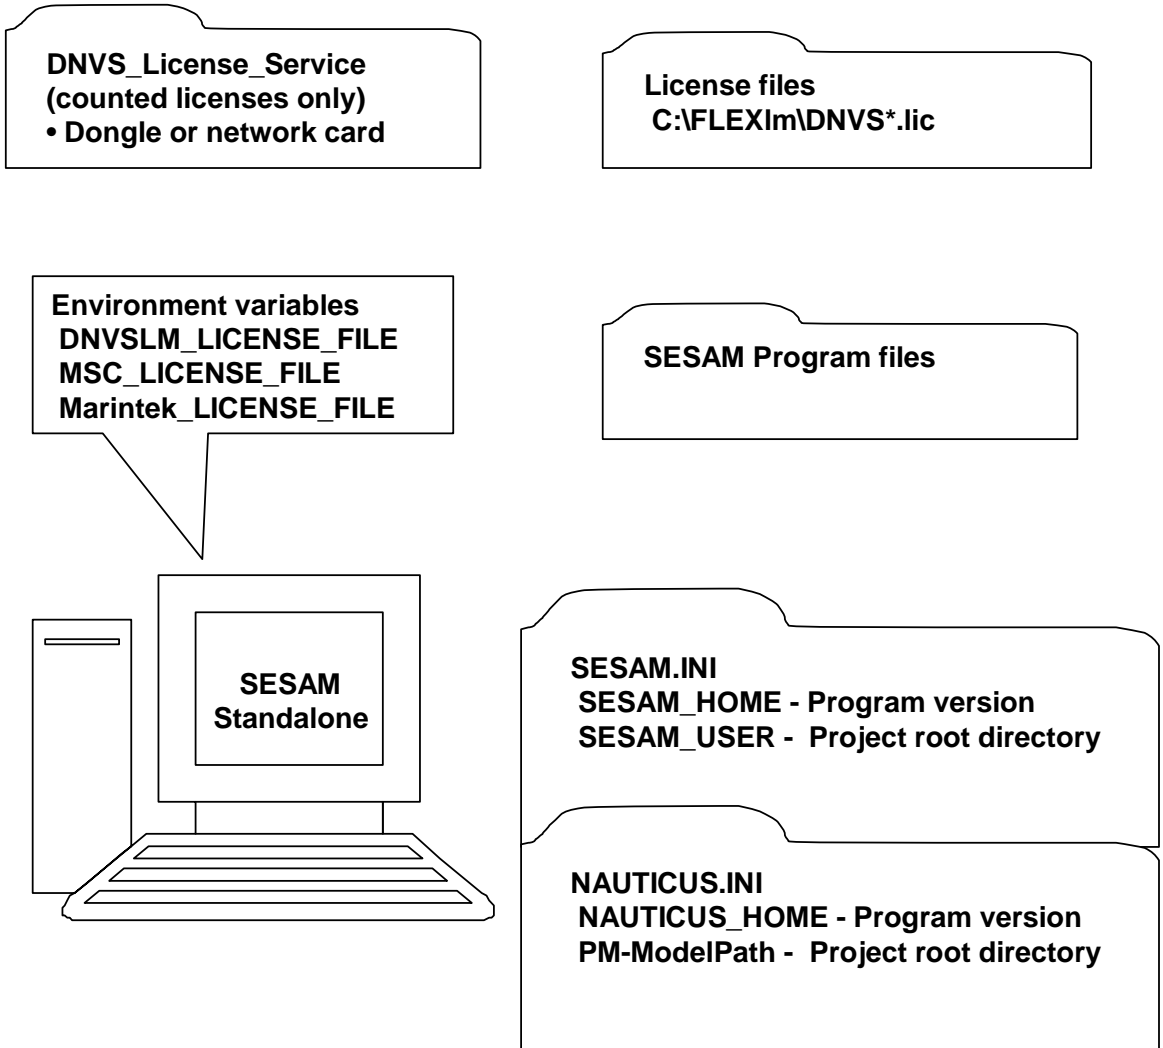 DNVS_License_Service
(counted licenses only)
• Dongle or network card
License files
C:\FLEXlm\DNVS*.lic
Environment variables
DNVSLM_LICENSE_FILE
MSC_LICENSE_FILE
Marintek_LICENSE_FILE
SESAM Program files
SESAM
Standalone
SESAM.INI
SESAM_HOME - Program version
SESAM_USER - Project root directory
NAUTICUS.INI
NAUTICUS_HOME - Program version
PM-ModelPath - Project root directory